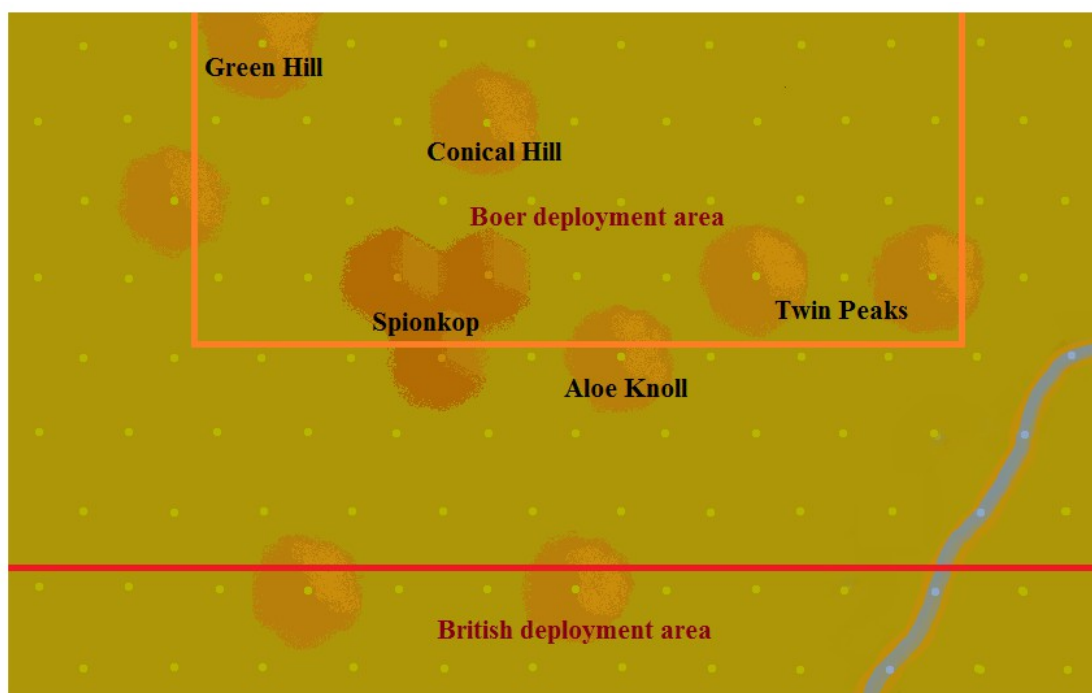 Green Hill
Conical Hill
Boer deployment area
Spionkop
Twin Peaks
Aloe Knoll
British deployment area